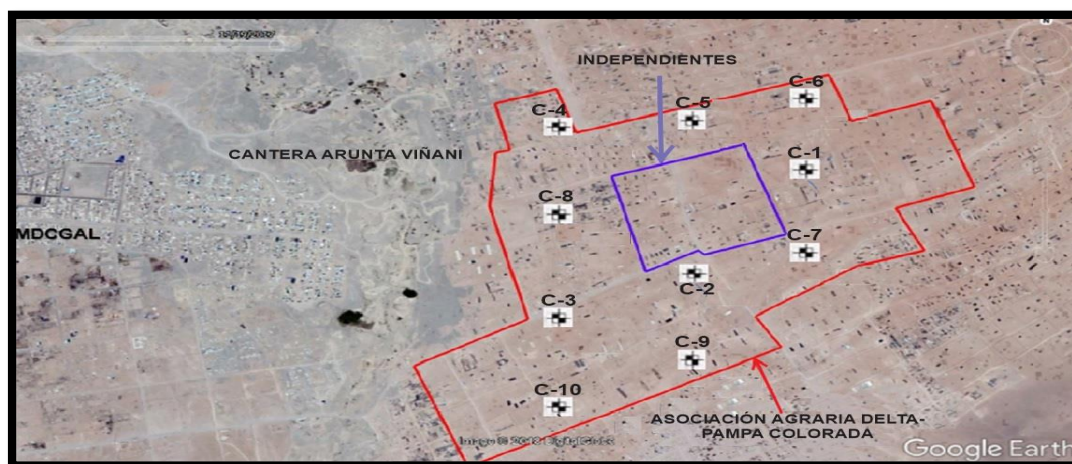 INDEPENDIENTES
C-6
C-4
C-5
CANTERA ARUNTA VIÑANI
C-1
C-8
MDCGAL
C-7
C-2
C-3
C-9
C-10
ASOCIACIÓN AGRARIA DELTA-
PAMPA COLORADA
Google Earth